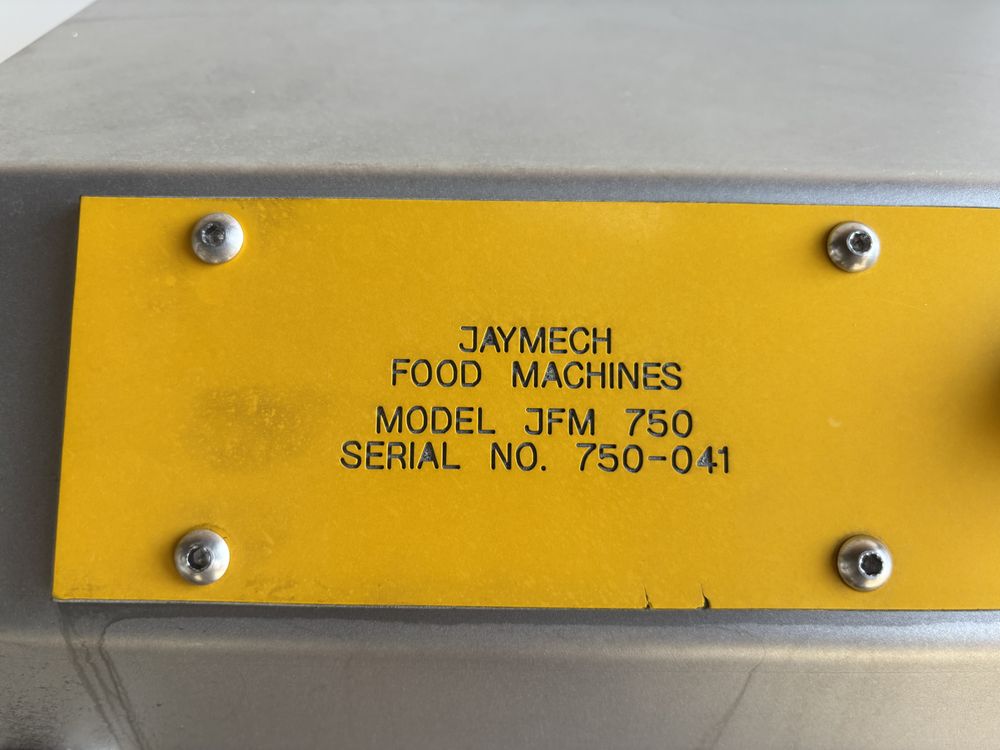 JAYMECH
FOOD MACHINES
MODEL JFM 750
SERIAL NO. 750-041